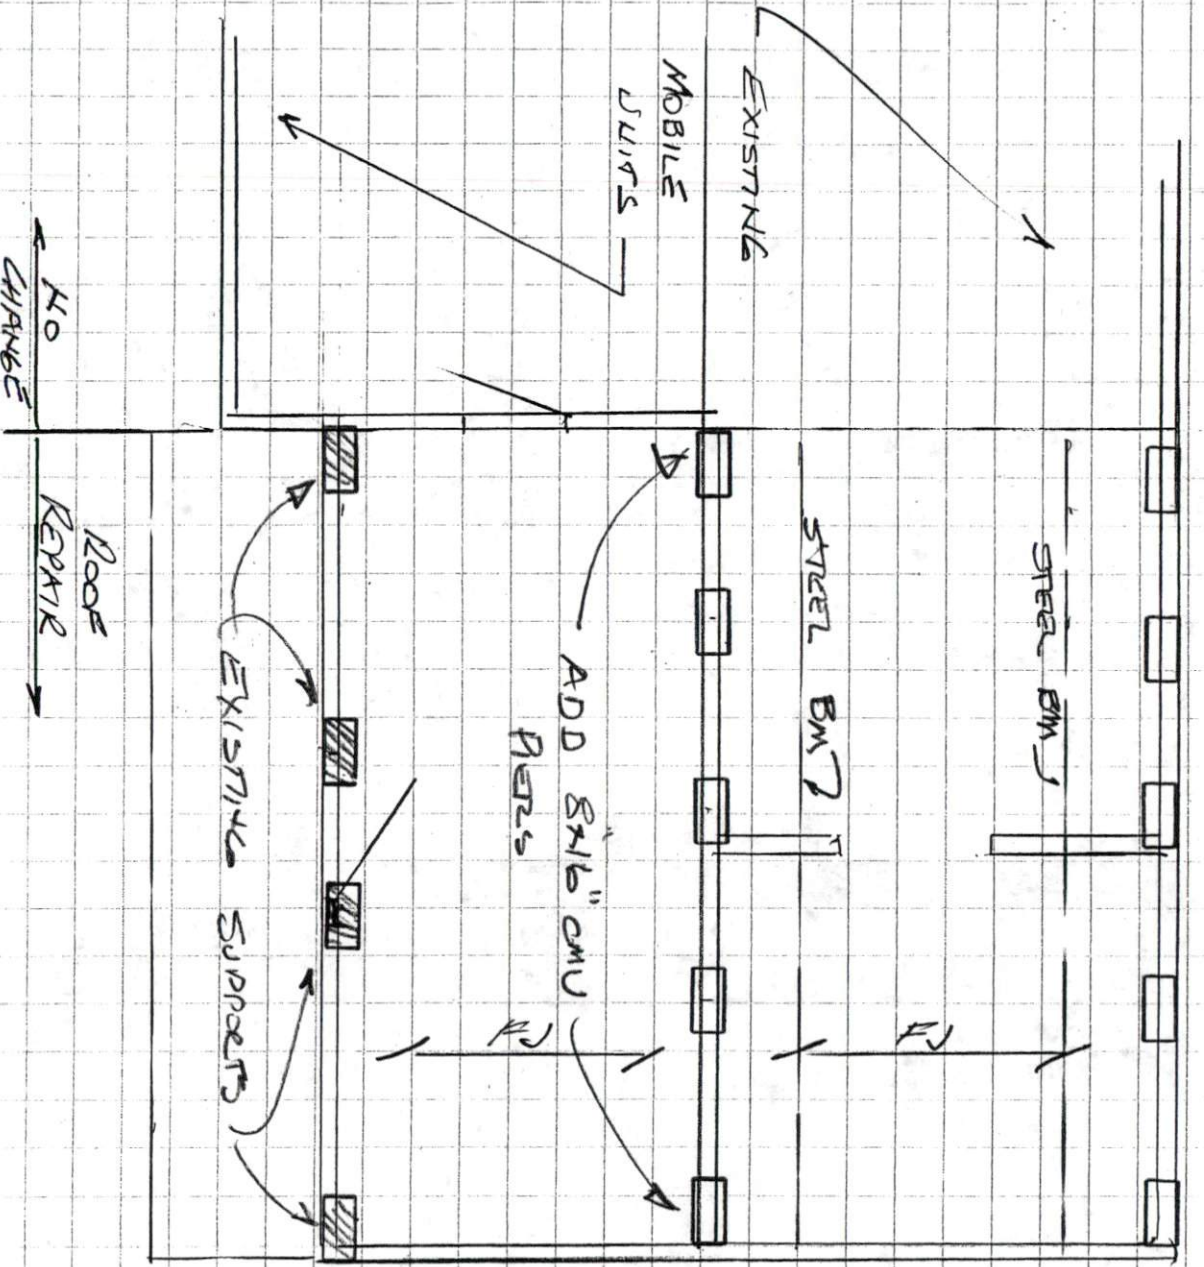 EXISTING
MOBILE
UNITS
NO
CHANGE
ROOF
REPAIR
STEEL BM
STEEL BM
ADD 8x16" CMU
PIERS
FJ
FJ
EXISTING SUPPORTS